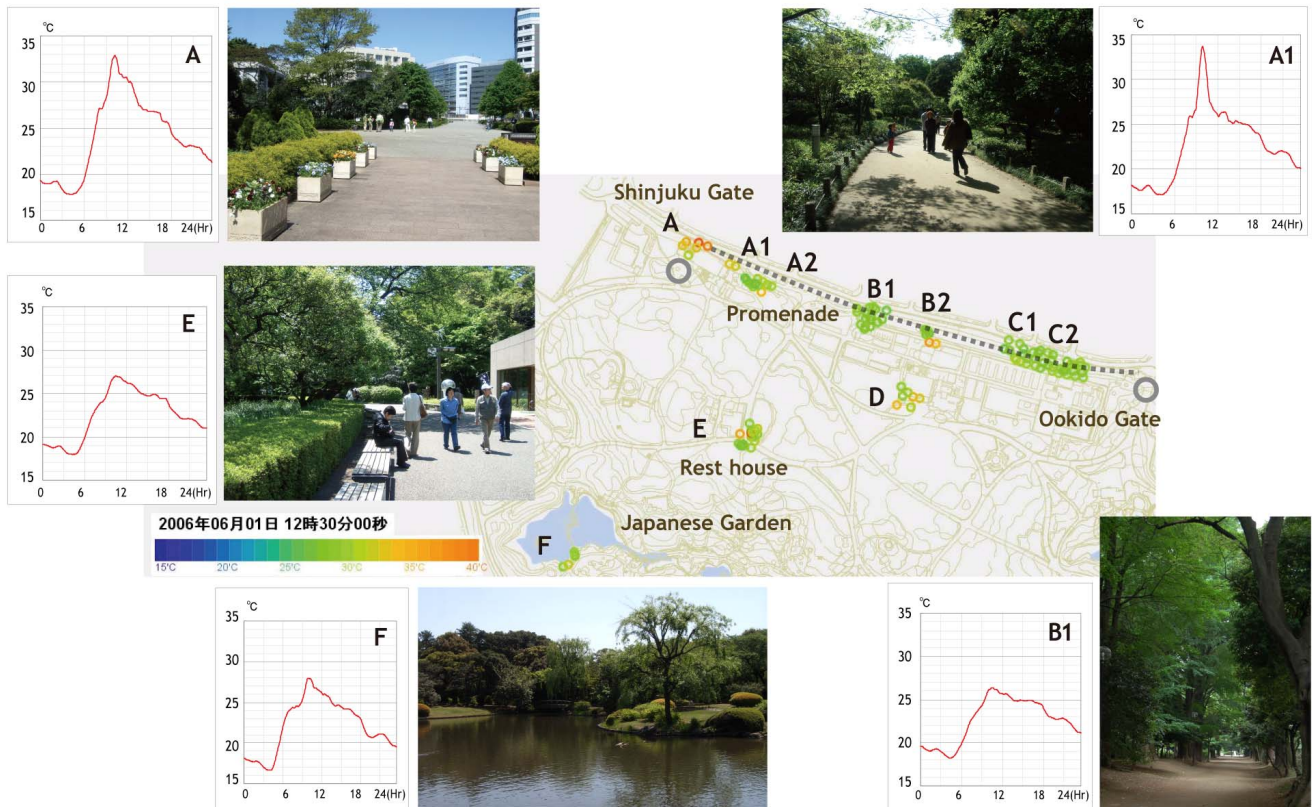 ℃
A
35
30
25
20
15
0 6 12 18 24(Hr)
℃
A1
35
30
25
20
15
0 6 12 18 24(Hr)
Shinjuku Gate
A
A1
A2
Promenade
B1
B2
C1
C2
D
Ookido Gate
E
Rest house
Japanese Garden
F
2006年06月01日 12時30分00秒
15℃ 20℃ 25℃ 30℃ 35℃ 40℃
℃
E
35
30
25
20
15
0 6 12 18 24(Hr)
℃
F
35
30
25
20
15
0 6 12 18 24(Hr)
℃
B1
35
30
25
20
15
0 6 12 18 24(Hr)